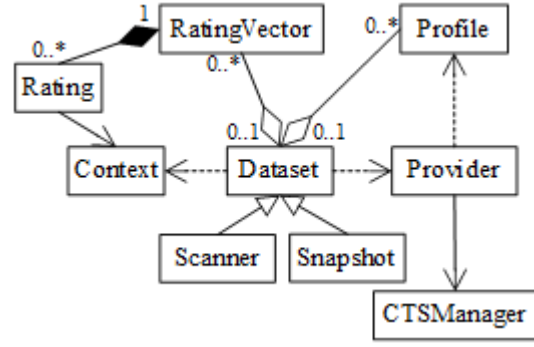 1
RatingVector
0..*
Profile
0..*
Rating
0..*
0..1
0..1
Context
Dataset
Provider
Scanner
Snapshot
CTSManager